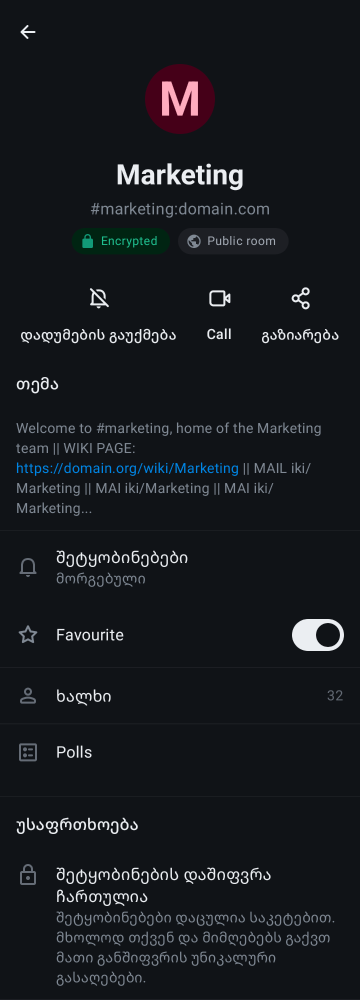 M
Marketing
#marketing:domain.com
Encrypted Public room
დადუმების გაუქმება Call გაზიარება
თემა
Welcome to #marketing, home of the Marketing
team || WIKI PAGE:
https://domain.org/wiki/Marketing || MAIL iki/
Marketing || MAI iki/Marketing || MAI iki/
Marketing...
შეტყობინებები
მორგებული
Favourite
ხალხი 32
Polls
უსაფრთხოება
შეტყობინების დაშიფვრა
ჩართულია
შეტყობინებები დაცულია საკეტებით.
მხოლოდ თქვენ და მიმღებებს გაქვთ
მათი განშიფვრის უნიკალური
გასაღებები.